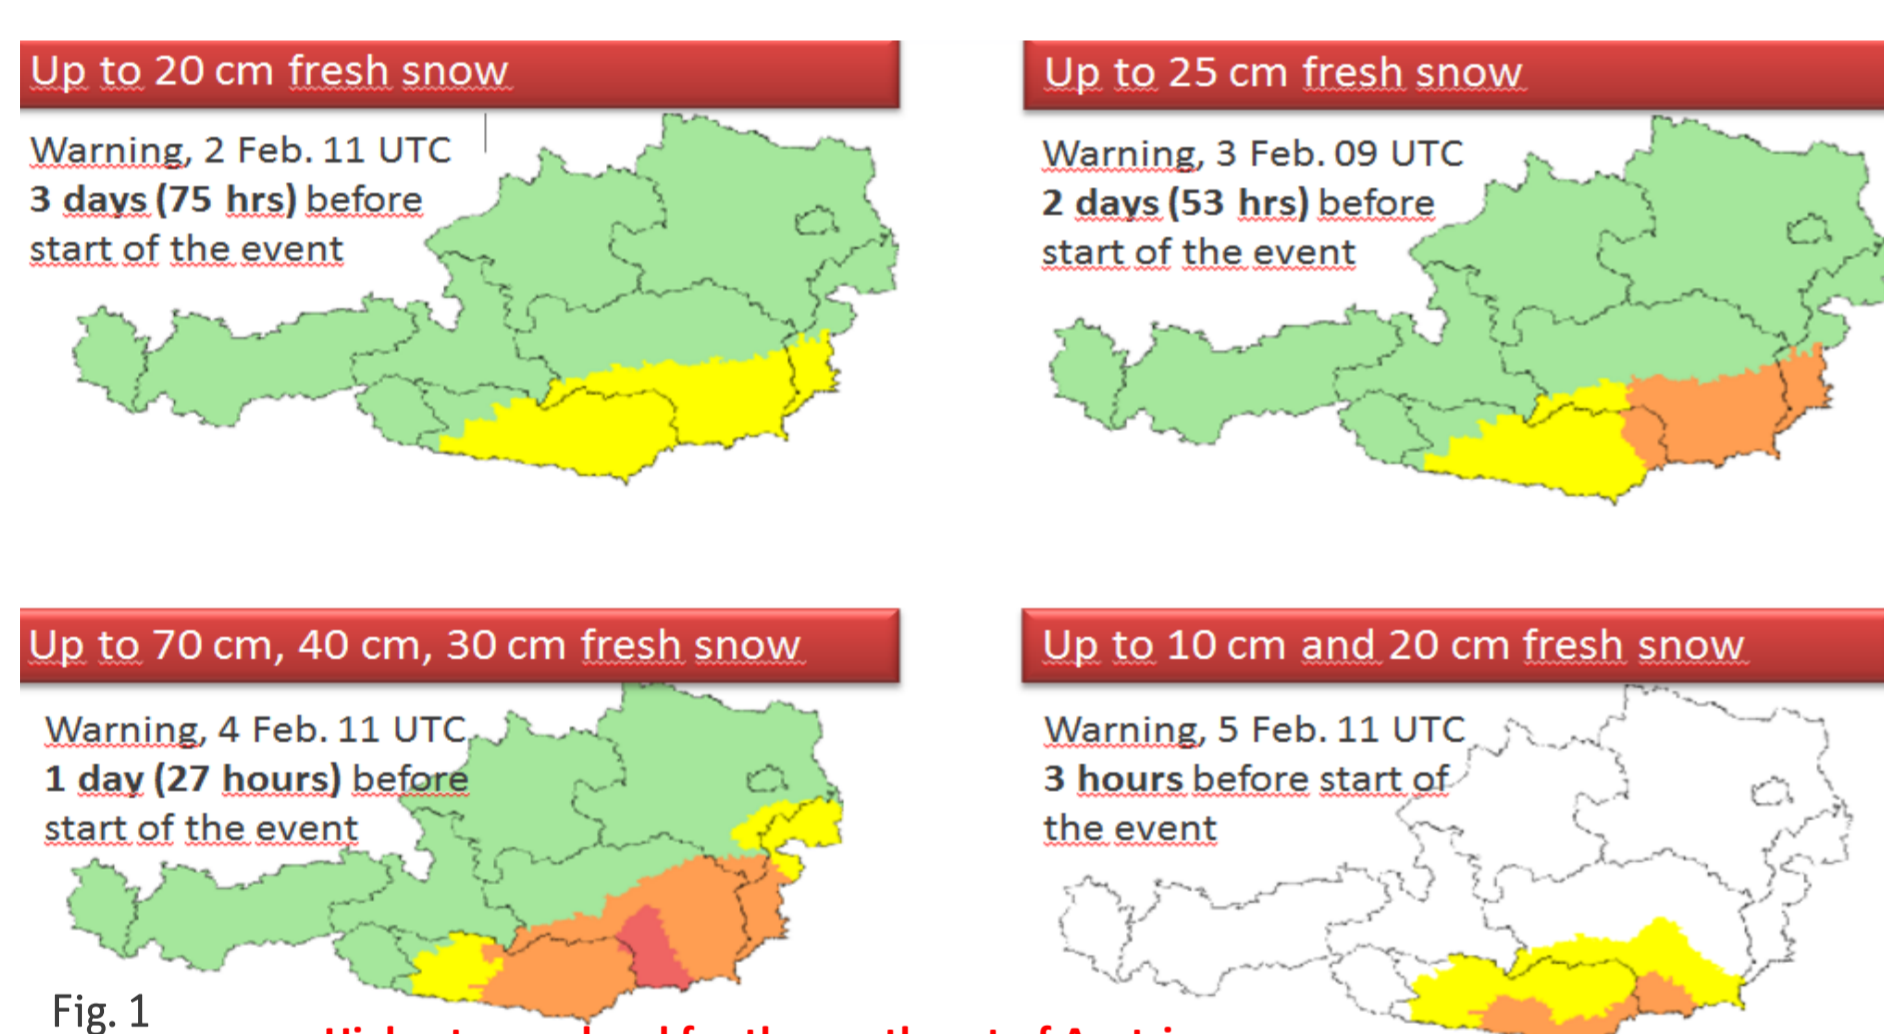 Up to 20 cm fresh snow
Warning, 2 Feb. 11 UTC
3 days (75 hrs) before
start of the event
Up to 25 cm fresh snow
Warning, 3 Feb. 09 UTC
2 days (53 hrs) before
start of the event
Up to 70 cm, 40 cm, 30 cm fresh snow
Warning, 4 Feb. 11 UTC
1 day (27 hours) before
start of the event
Up to 10 cm and 20 cm fresh snow
Warning, 5 Feb. 11 UTC
3 hours before start of
the event
Fig. 1